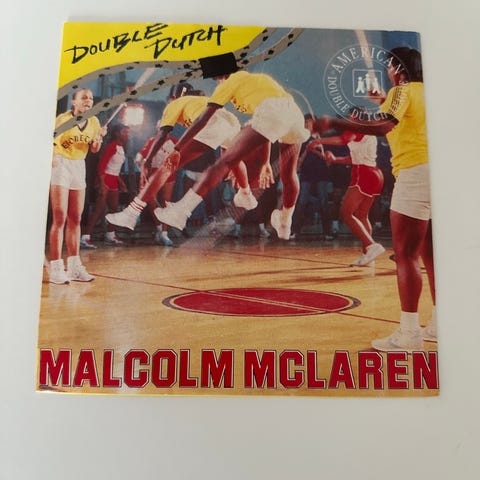 DOUBLE
DUTCH
AMERICAN
DOUBLE DUTCH
MALCOLM MCLAREN